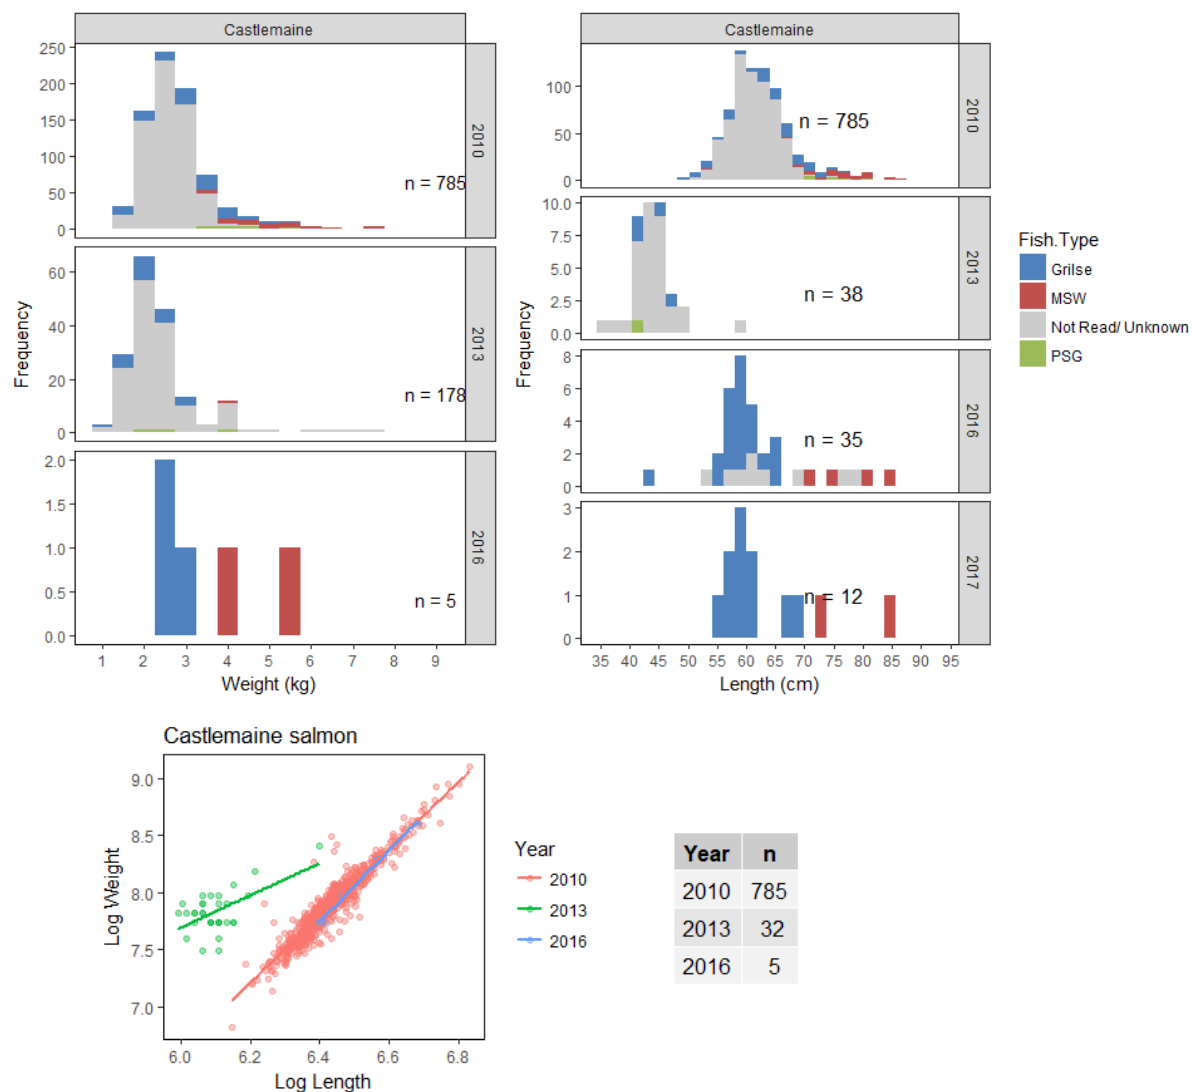 Castlemaine
250
200
150
100
50
0
2010
n = 785
60
40
20
0
2013
n = 178
2.0
1.5
1.0
0.5
0.0
2016
n = 5
Frequency
1 2 3 4 5 6 7 8 9
Weight (kg)
Castlemaine
100
50
0
2010
n = 785
10.0
7.5
5.0
2.5
0.0
2013
n = 38
8
6
4
2
0
2016
n = 35
3
2
1
0
2017
n = 12
Frequency
35 40 45 50 55 60 65 70 75 80 85 90 95
Length (cm)
Fish.Type
Grilse
MSW
Not Read/ Unknown
PSG
Castlemaine salmon
9.0
8.5
8.0
7.5
7.0
Log Weight
6.0 6.2 6.4 6.6 6.8
Log Length
Year
2010
2013
2016
Year n
2010 785
2013 32
2016 5